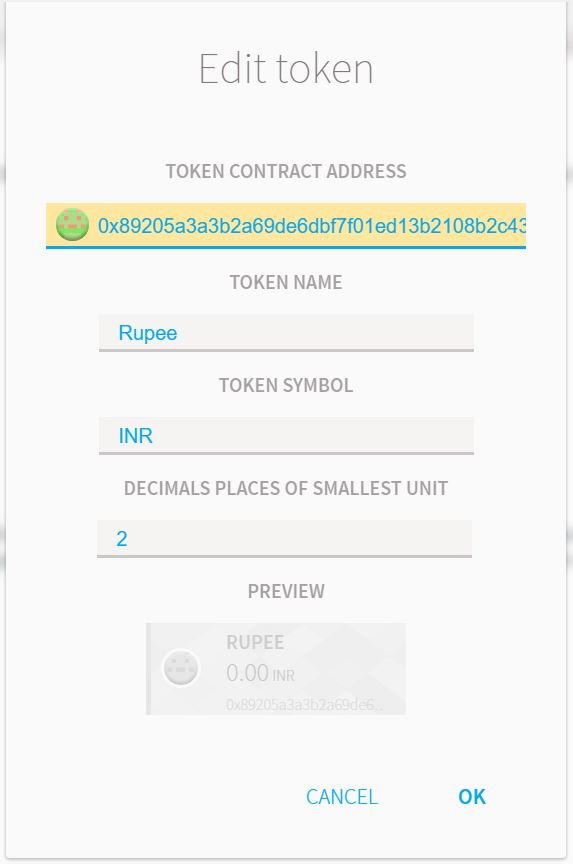 Edit token
TOKEN CONTRACT ADDRESS
0x89205a3a3b2a69de6dbf7f01ed13b2108b2c43
TOKEN NAME
Rupee
TOKEN SYMBOL
INR
DECIMALS PLACES OF SMALLEST UNIT
2
PREVIEW
RUPEE
0.00 INR
0x89205a3a3b2a69de6..
CANCEL OK